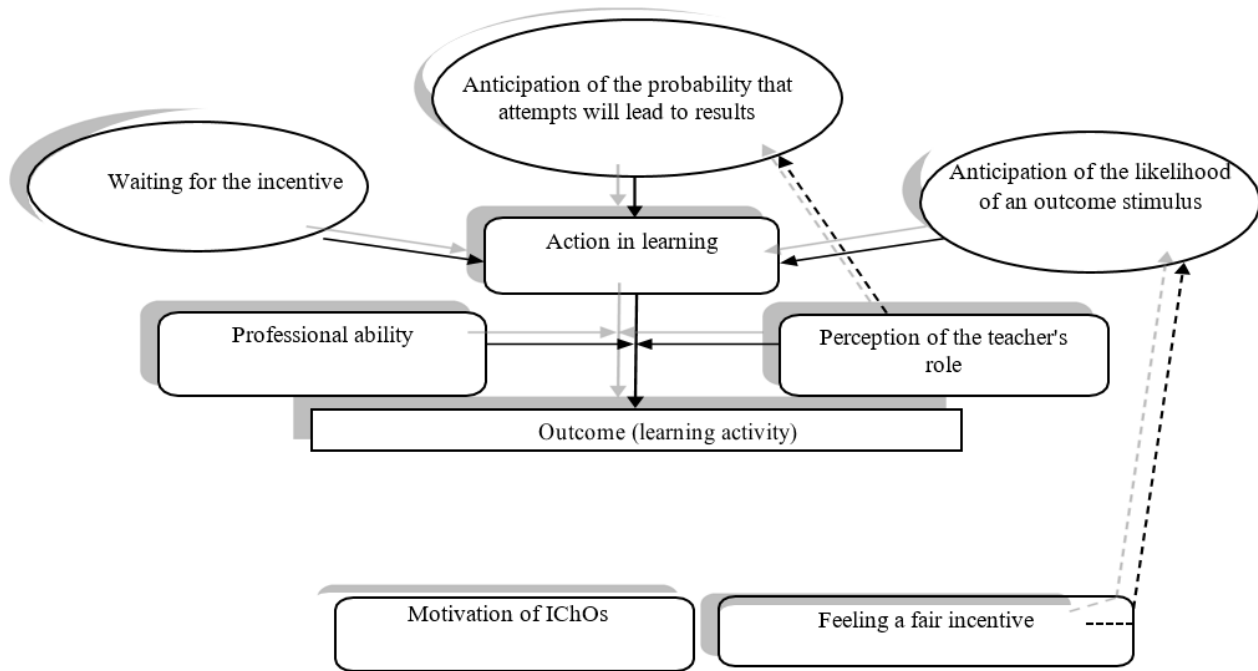 Anticipation of the probability that
attempts will lead to results
Waiting for the incentive
Anticipation of the likelihood
of an outcome stimulus
Action in learning
Professional ability
Perception of the teacher's
role
Outcome (learning activity)
Motivation of IChOs
Feeling a fair incentive